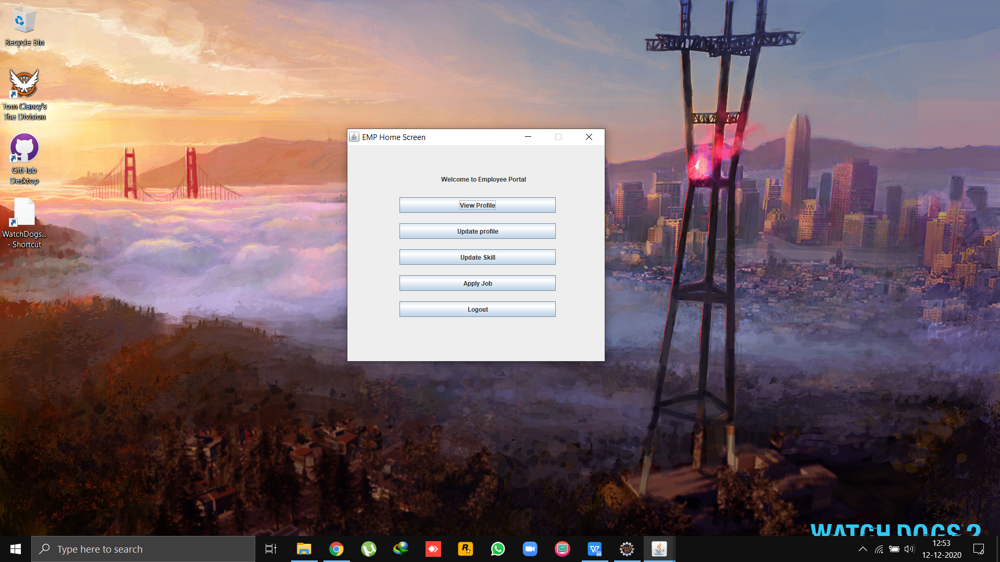 Recycle Bin
Tom Clancy's
The Division
GitHub
Desktop
WatchDogs...
- Shortcut
EMP Home Screen
Welcome to Employee Portal
View Profile
Update profile
Update Skill
Apply Job
Logout
WATCH DOGS 2
Type here to search
12:53
12-12-2020